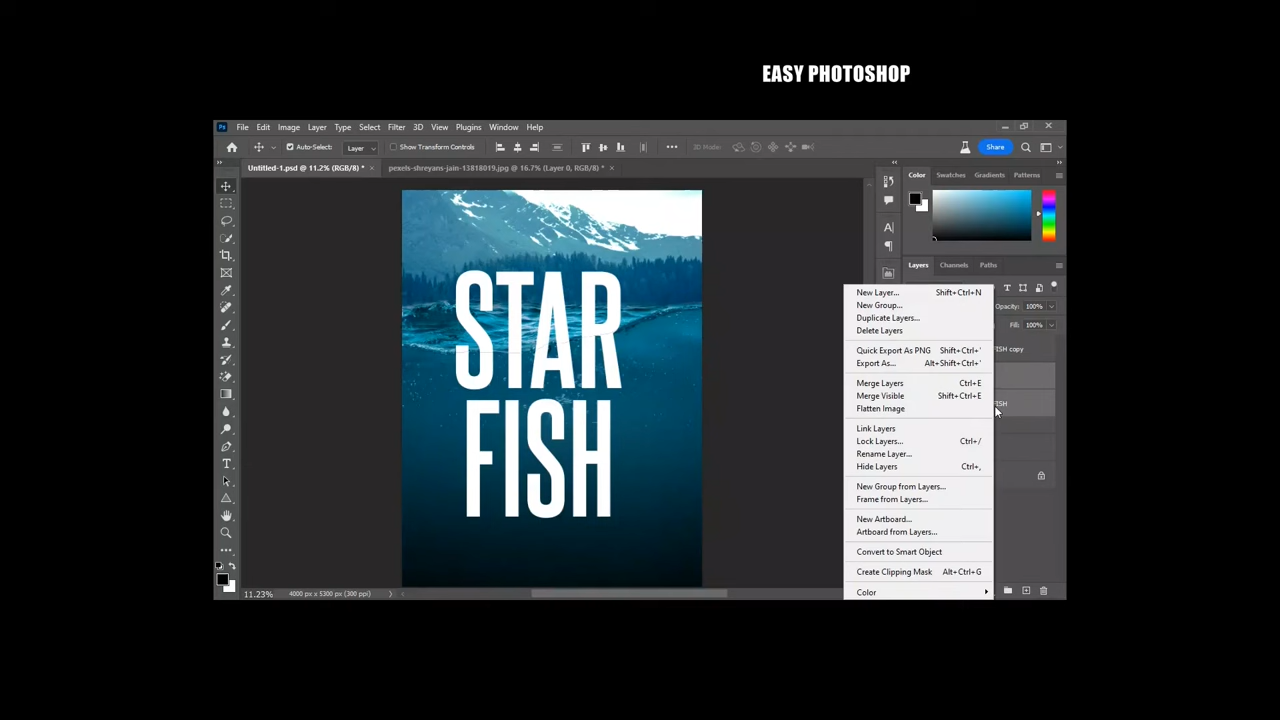 EASY PHOTOSHOP
Ps File Edit Image Layer Type Select Filter 3D View Plugins Window Help
Auto-Select: Layer Show Transform Controls ••• 3D Mode: Share
Untitled-1.psd @ 11.2% (RGB/8) * × pexels-shreyans-jain-13818019.jpg @ 16.7% (Layer 0, RGB/8) * ×
Color Swatches Gradients Patterns
Layers Channels Paths
STAR
FISH
New Layer... Shift+Ctrl+N
New Group...
Duplicate Layers...
Delete Layers
Quick Export As PNG Shift+Ctrl+'
Export As... Alt+Shift+Ctrl+'
Merge Layers Ctrl+E
Merge Visible Shift+Ctrl+E
Flatten Image
Link Layers
Lock Layers... Ctrl+/
Rename Layer...
Hide Layers Ctrl+,
New Group from Layers...
Frame from Layers...
New Artboard...
Artboard from Layers...
Convert to Smart Object
Create Clipping Mask Alt+Ctrl+G
Color
Opacity: 100%
Fill: 100%
FISH copy
FISH
11.23% 4000 px x 5300 px (300 ppi)